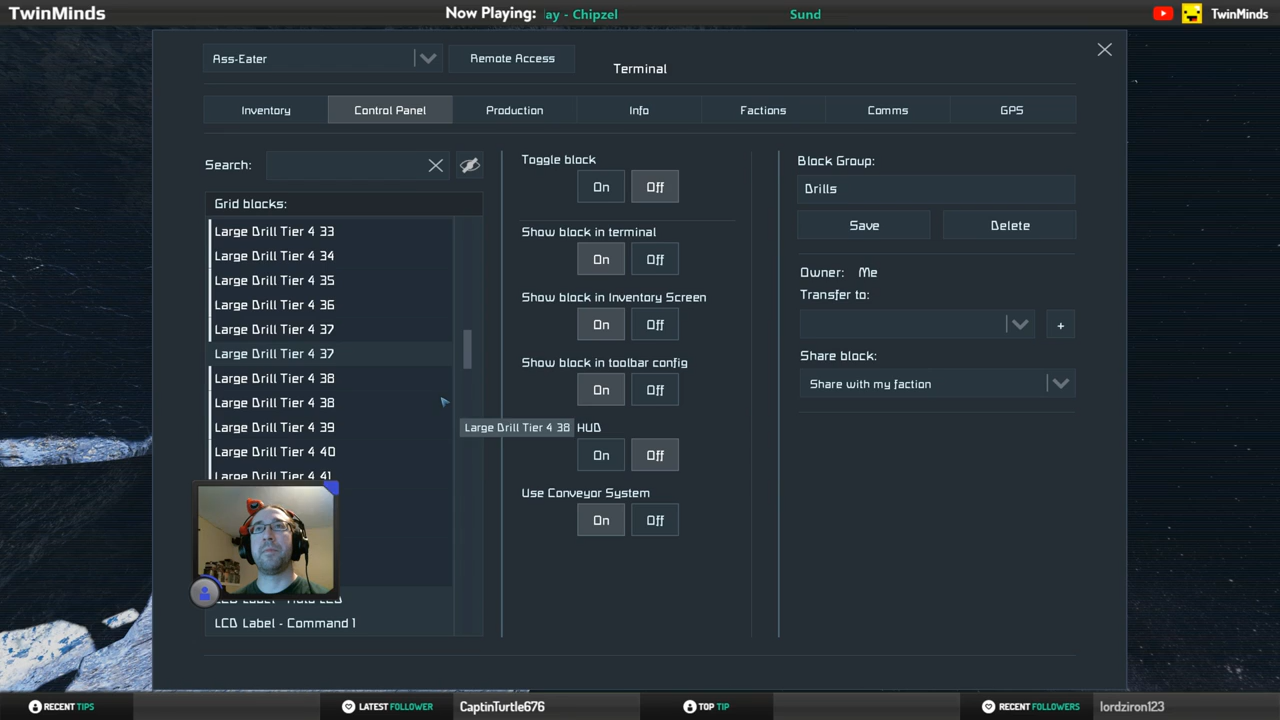 TwinMinds
Now Playing:
ay - Chipzel
Sund
TwinMinds
Ass-Eater
Remote Access
Terminal
Inventory
Control Panel
Production
Info
Factions
Comms
GPS
Search:
Grid blocks:
Large Drill Tier 4 33
Large Drill Tier 4 34
Large Drill Tier 4 35
Large Drill Tier 4 36
Large Drill Tier 4 37
Large Drill Tier 4 37
Large Drill Tier 4 38
Large Drill Tier 4 38
Large Drill Tier 4 39
Large Drill Tier 4 40
Large Drill Tier 4 41
LCD Label - Command 1
Large Drill Tier 4 38
Toggle block
On
Off
Show block in terminal
On
Off
Show block in Inventory Screen
On
Off
Show block in toolbar config
On
Off
HUD
On
Off
Use Conveyor System
On
Off
Block Group:
Drills
Save
Delete
Owner: Me
Transfer to:
+
Share block:
Share with my faction
RECENT TIPS
LATEST FOLLOWER
CaptinTurtle676
TOP TIP
RECENT FOLLOWERS
lordziron123